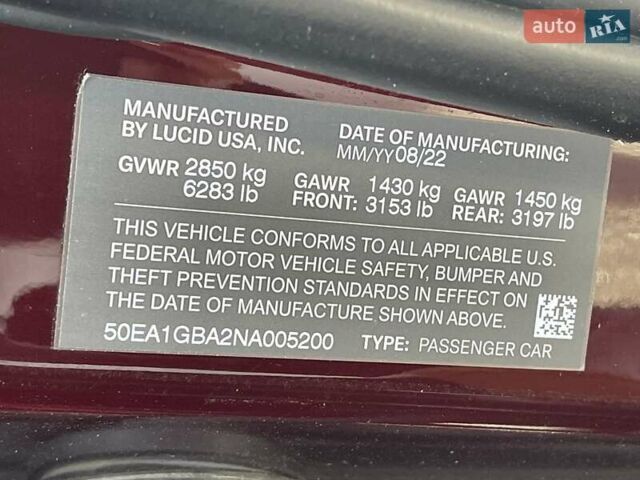 auto RIA .com
MANUFACTURED
BY LUCID USA, INC.
DATE OF MANUFACTURING:
MM/YY 08/22
GVWR 2850 kg
6283 lb
GAWR 1430 kg
FRONT: 3153 lb
GAWR 1450 kg
REAR: 3197 lb
THIS VEHICLE CONFORMS TO ALL APPLICABLE U.S.
FEDERAL MOTOR VEHICLE SAFETY, BUMPER AND
THEFT PREVENTION STANDARDS IN EFFECT ON
THE DATE OF MANUFACTURE SHOWN ABOVE.
50EA1GBA2NA005200 TYPE: PASSENGER CAR